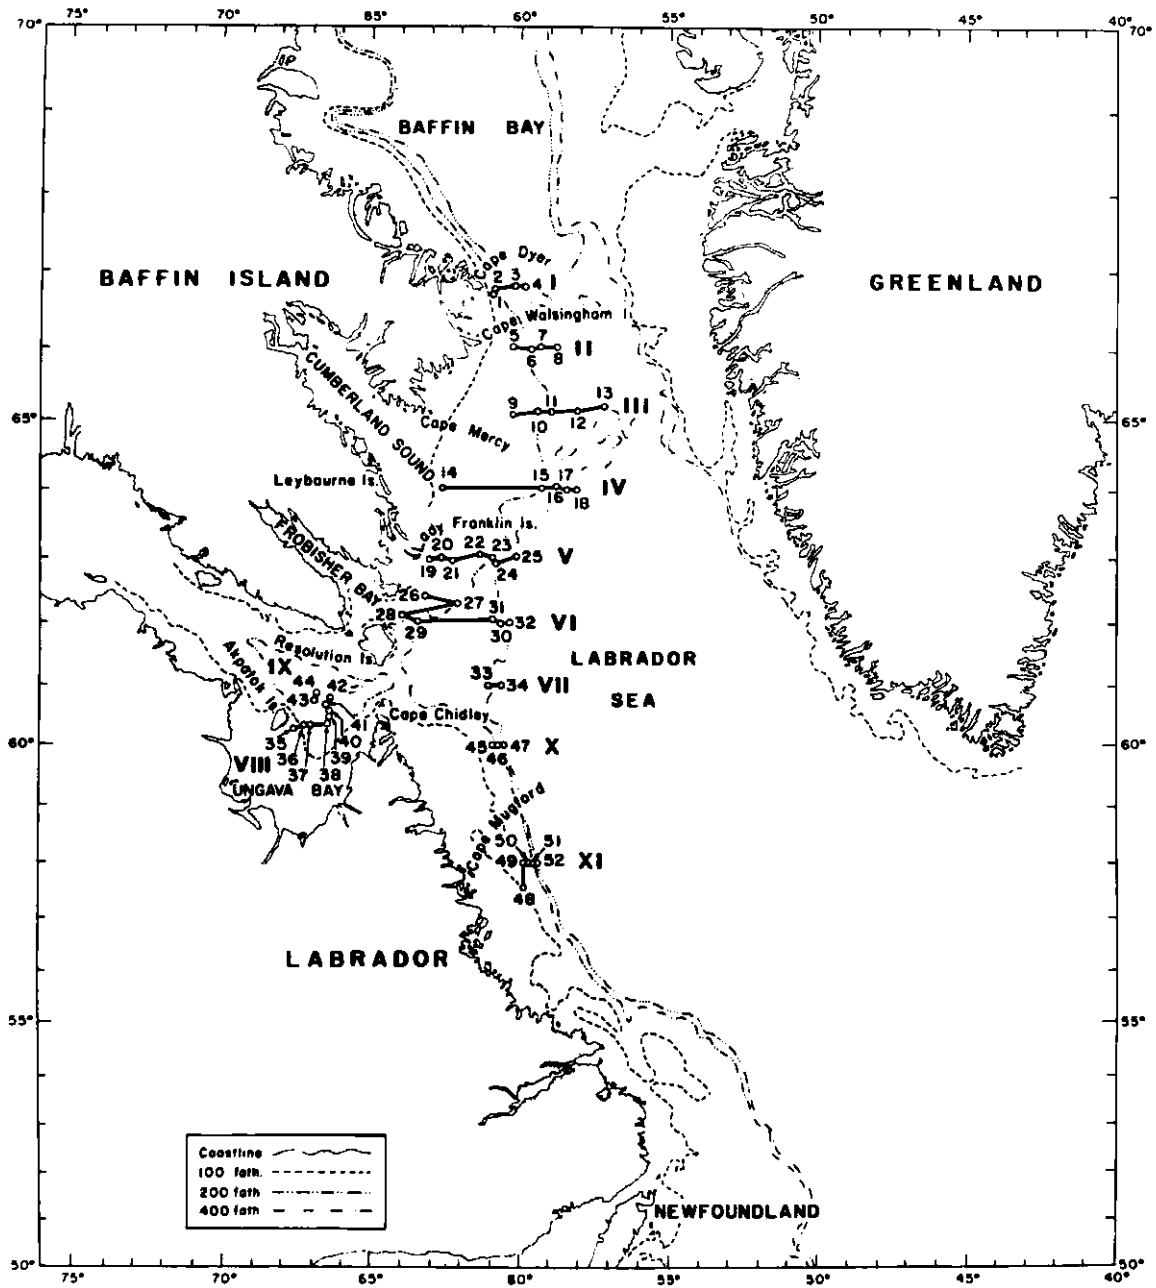 75° 70° 65° 60° 55° 50° 45° 40°
70° 70°
BAFFIN BAY
Cape Dyer
BAFFIN ISLAND
GREENLAND
2 3 4 I
1
Cape Walsingham
5 7 II
6 8
13
9 11 III
65° 65°
10 12
CUMBERLAND SOUND
Cape Mercy
Leybourne Is.
14 15 17 IV
16 18
Lady Franklin Is.
20 22 23 25 V
19 21 24
FROBISHER BAY
26 27 31
28 29 30 32 VI
Resolution Is.
LABRADOR
SEA
Akpatok Is.
IX
44 42
43
33 34 VII
Cape Chidley
41
35 40
60° 60°
45 46 47 X
36 39
VIII 37 38
UNGAVA BAY
Cape Mugford
50 51
49 52 XI
48
LABRADOR
55° 55°
Coastline
100 fath.
200 fath
400 fath
NEWFOUNDLAND
50° 50°
75° 70° 65° 60° 55° 50° 45° 40°